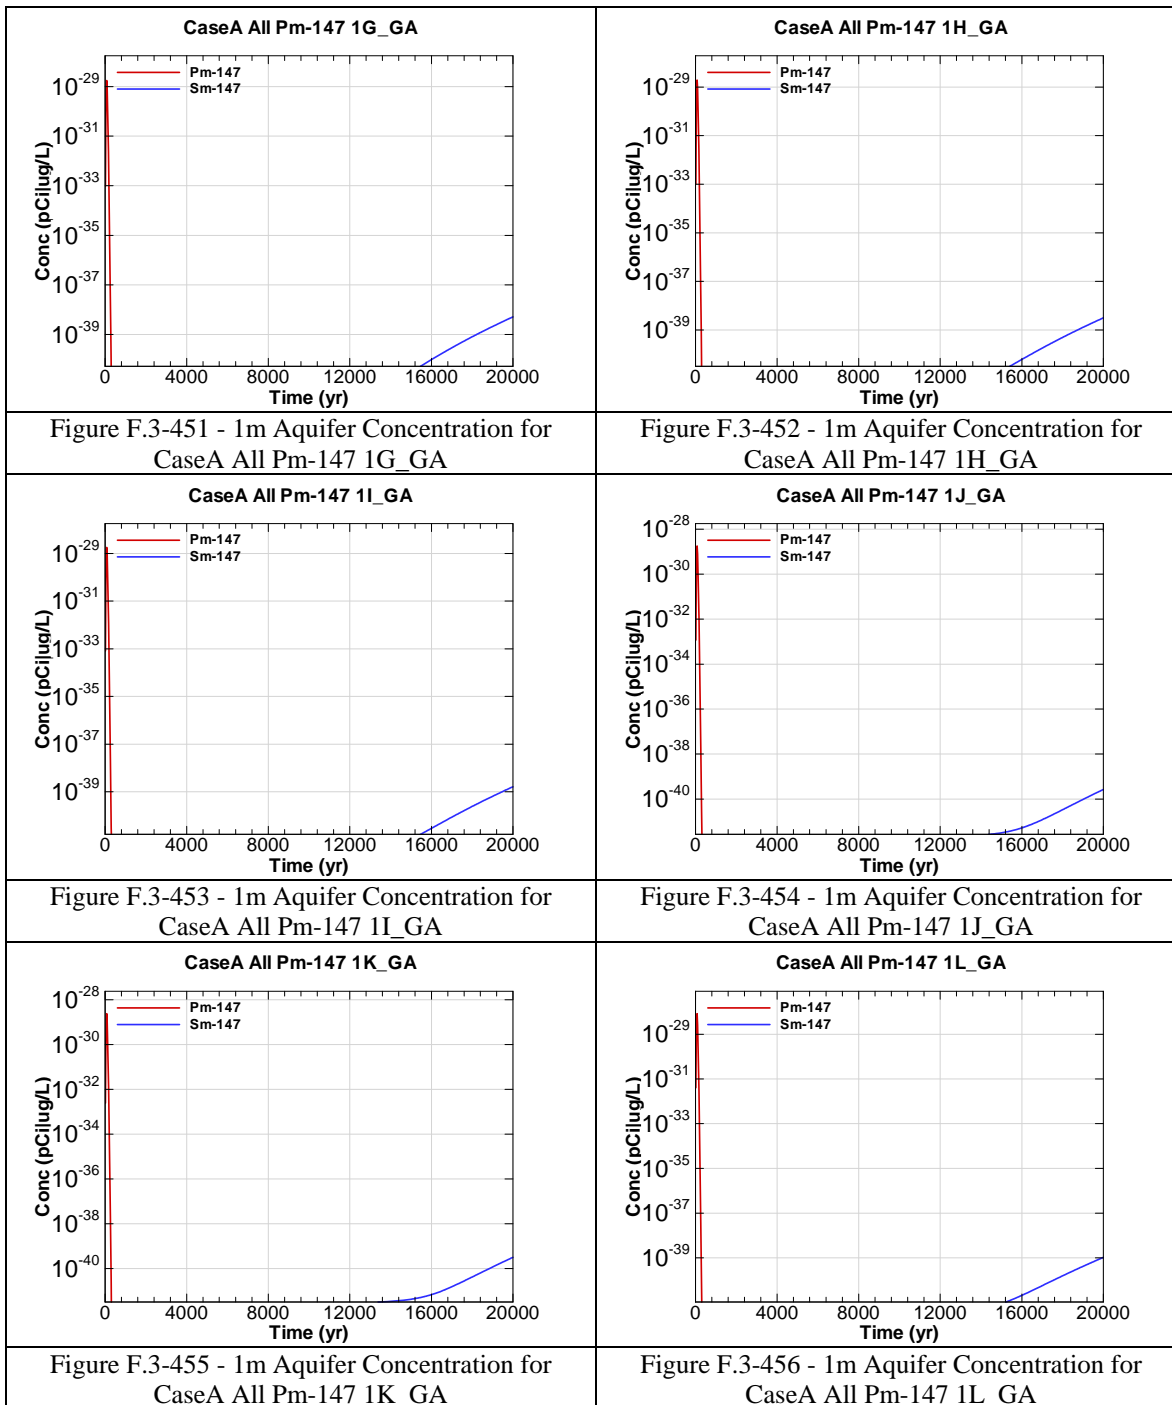 CaseA All Pm-147 1G_GA
Pm-147
Sm-147
10-29
10-31
10-33
10-35
10-37
10-39
Conc (pCi|ug/L)
0 4000 8000 12000 16000 20000
Time (yr)
Figure F.3-451 - 1m Aquifer Concentration for
CaseA All Pm-147 1G_GA
CaseA All Pm-147 1H_GA
Pm-147
Sm-147
10-29
10-31
10-33
10-35
10-37
10-39
Conc (pCi|ug/L)
0 4000 8000 12000 16000 20000
Time (yr)
Figure F.3-452 - 1m Aquifer Concentration for
CaseA All Pm-147 1H_GA
CaseA All Pm-147 1I_GA
Pm-147
Sm-147
10-29
10-31
10-33
10-35
10-37
10-39
Conc (pCi|ug/L)
0 4000 8000 12000 16000 20000
Time (yr)
Figure F.3-453 - 1m Aquifer Concentration for
CaseA All Pm-147 1I_GA
CaseA All Pm-147 1J_GA
Pm-147
Sm-147
10-28
10-30
10-32
10-34
10-36
10-38
10-40
Conc (pCi|ug/L)
0 4000 8000 12000 16000 20000
Time (yr)
Figure F.3-454 - 1m Aquifer Concentration for
CaseA All Pm-147 1J_GA
CaseA All Pm-147 1K_GA
Pm-147
Sm-147
10-28
10-30
10-32
10-34
10-36
10-38
10-40
Conc (pCi|ug/L)
0 4000 8000 12000 16000 20000
Time (yr)
Figure F.3-455 - 1m Aquifer Concentration for
CaseA All Pm-147 1K_GA
CaseA All Pm-147 1L_GA
Pm-147
Sm-147
10-29
10-31
10-33
10-35
10-37
10-39
Conc (pCi|ug/L)
0 4000 8000 12000 16000 20000
Time (yr)
Figure F.3-456 - 1m Aquifer Concentration for
CaseA All Pm-147 1L_GA